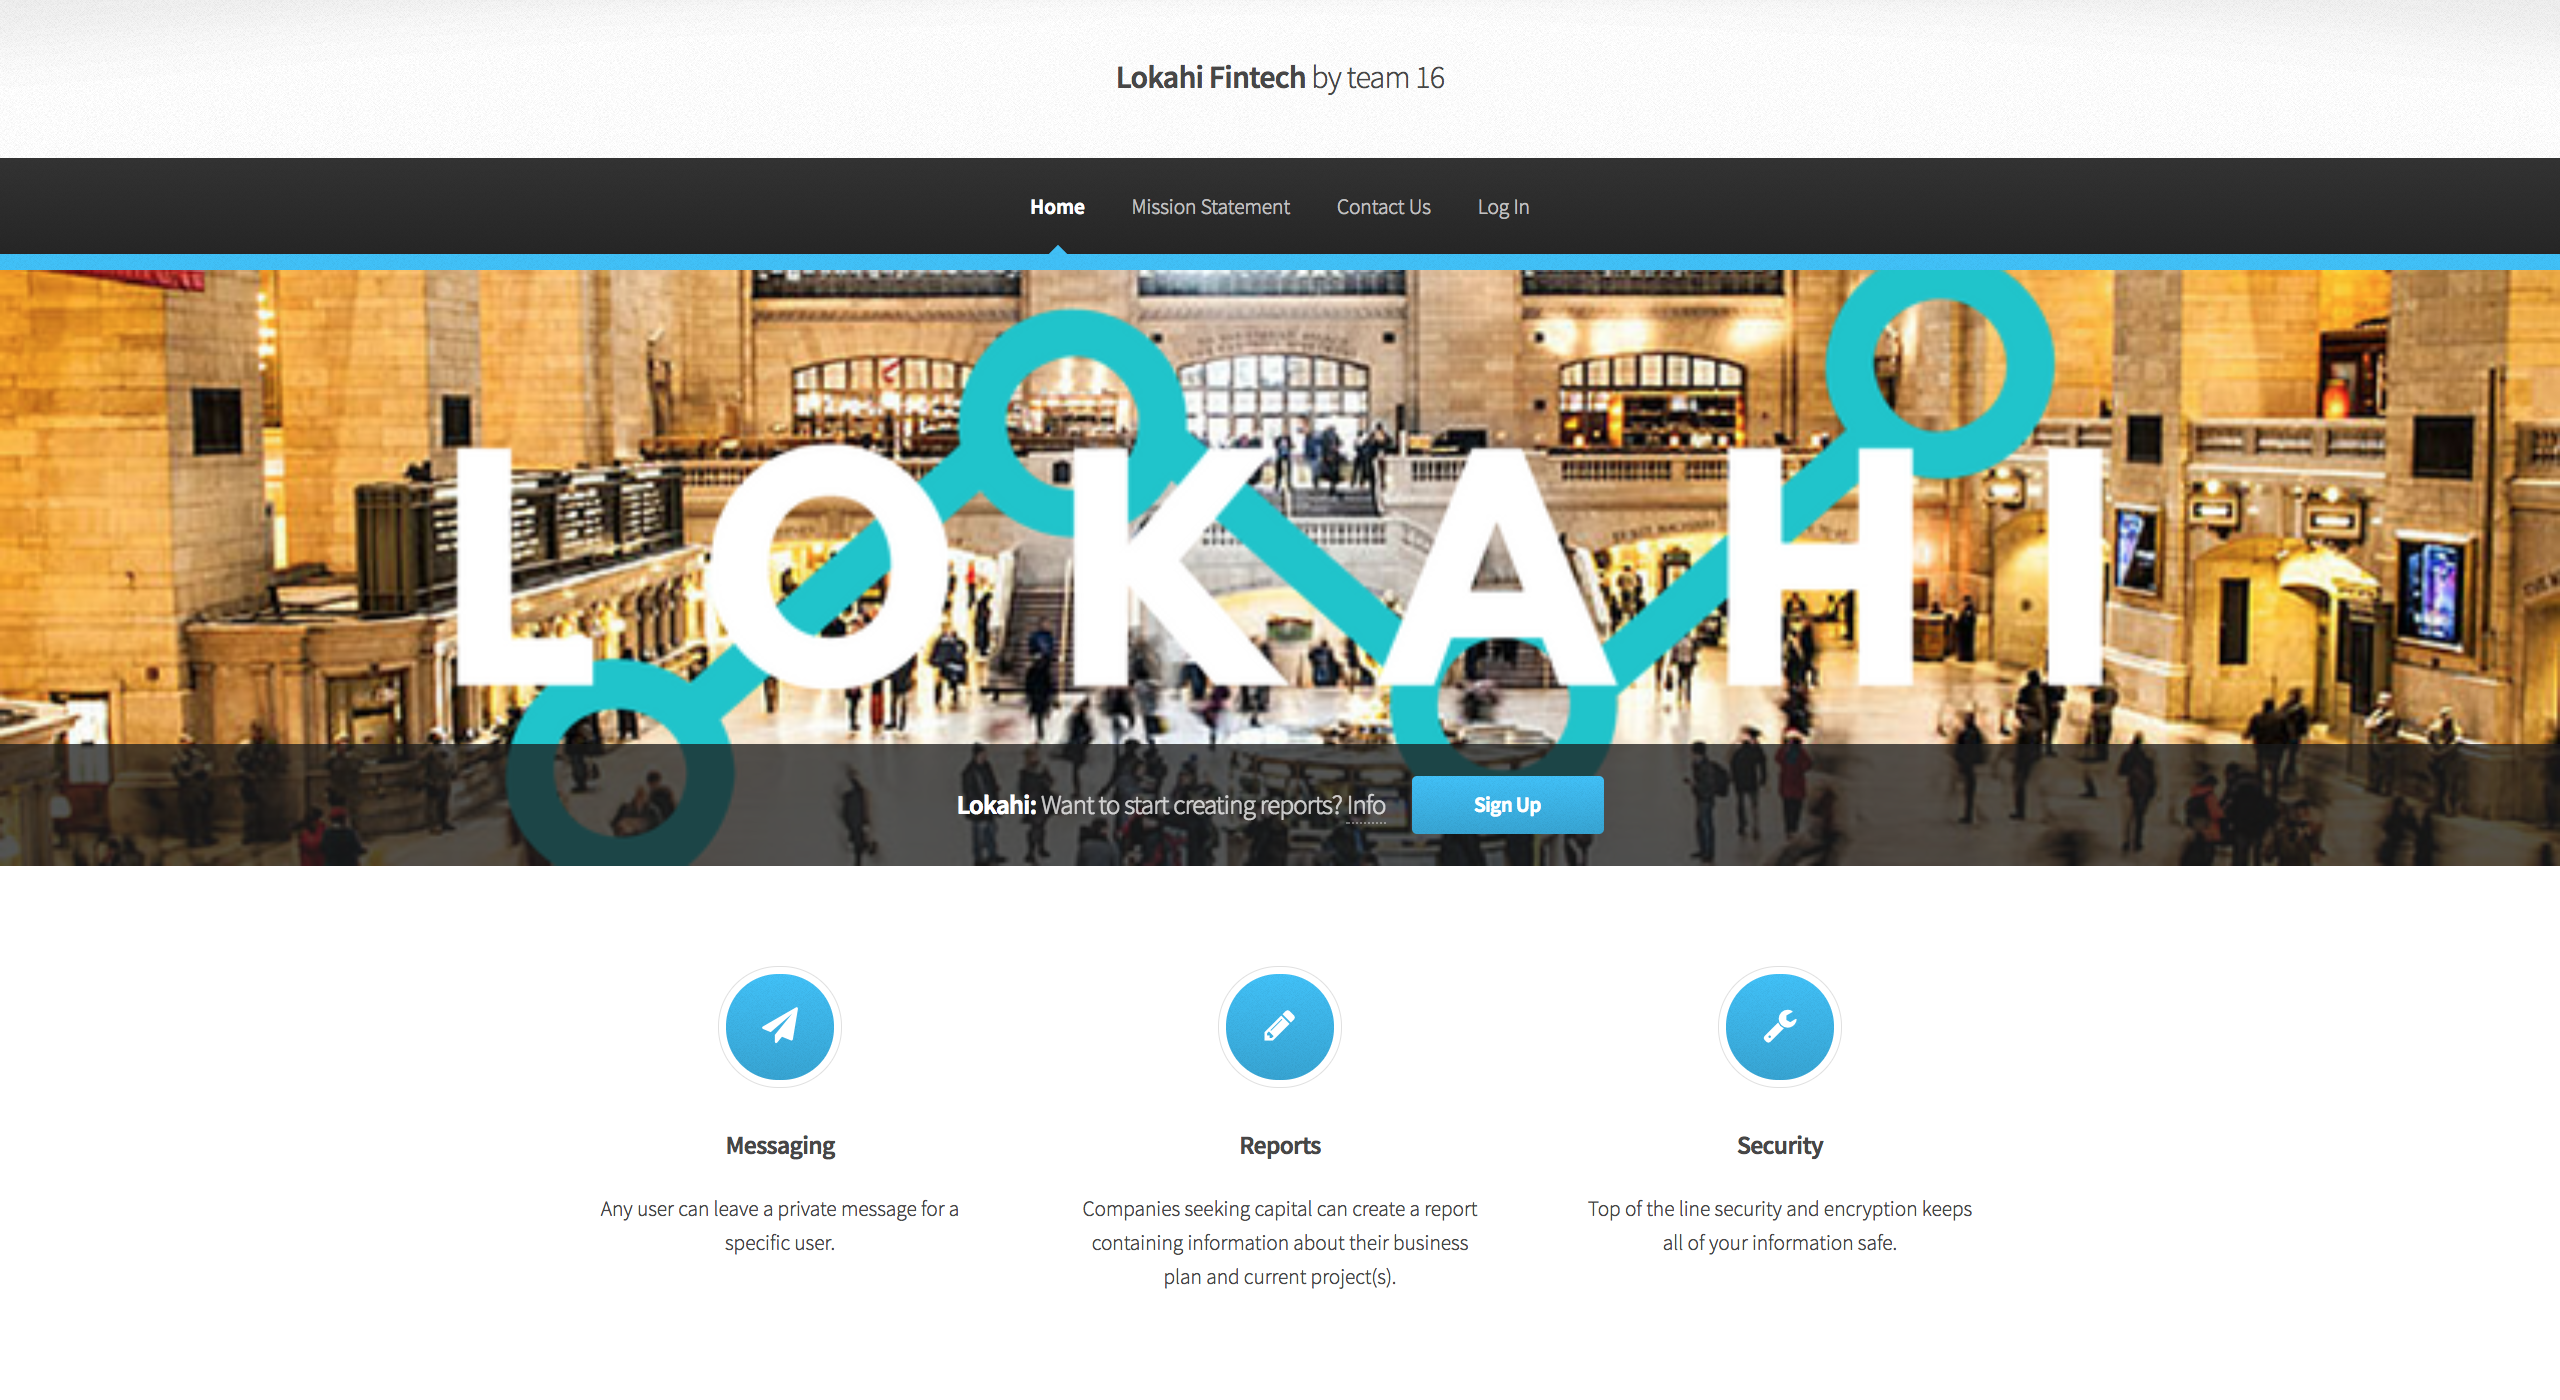 Lokahi Fintech by team 16
Home Mission Statement Contact Us Log In
LOKAHI
Lokahi: Want to start creating reports? Info Sign Up
Messaging
Any user can leave a private message for a
specific user.
Reports
Companies seeking capital can create a report
containing information about their business
plan and current project(s).
Security
Top of the line security and encryption keeps
all of your information safe.